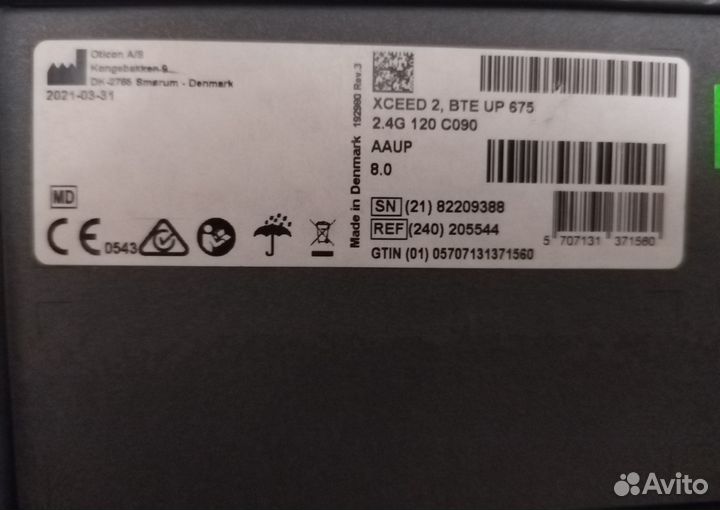 Oticon A/S
Kongebakken 9
DK-2765 Smørum - Denmark
2021-03-31
MD
CE 0543
Made in Denmark 192980 Rev.3
XCEED 2, BTE UP 675
2.4G 120 C090
AAUP
8.0
SN (21) 82209388
REF (240) 205544
GTIN (01) 05707131371560
5 707131 371560
Avito